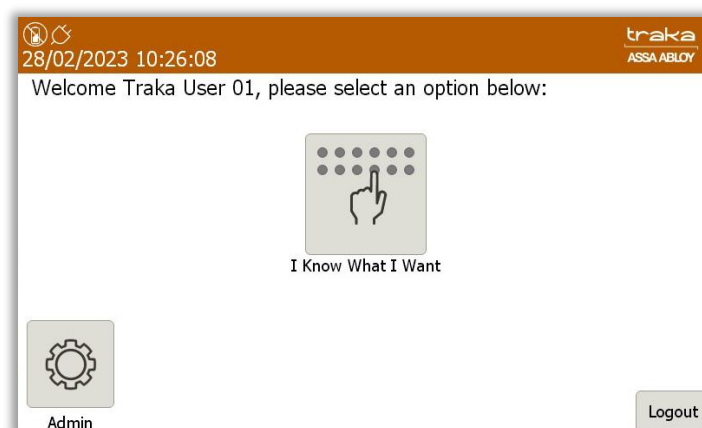 28/02/2023 10:26:08
traka
ASSA ABLOY
Welcome Traka User 01, please select an option below:
I Know What I Want
Admin
Logout